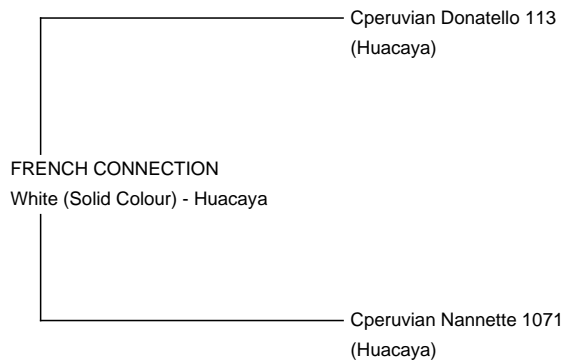 Cperuvian Donatello 113
(Huacaya)
FRENCH CONNECTION
White (Solid Colour) - Huacaya
Cperuvian Nannette 1071
(Huacaya)